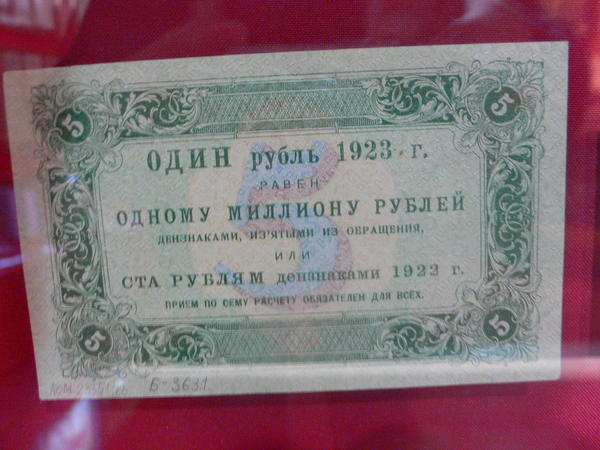 5 5
ОДИН рубль 1923 г.
РАВЕН
ОДНОМУ МИЛЛИОНУ РУБЛЕЙ
ДЕНЗНАКАМИ, ИЗ'ЯТЫМИ ИЗ ОБРАЩЕНИЯ,
ИЛИ
СТА РУБЛЯМ дензнаками 1922 г.
ПРИЕМ ПО СЕМУ РАСЧЕТУ ОБЯЗАТЕЛЕН ДЛЯ ВСЕХ.
5 5
Б-3631